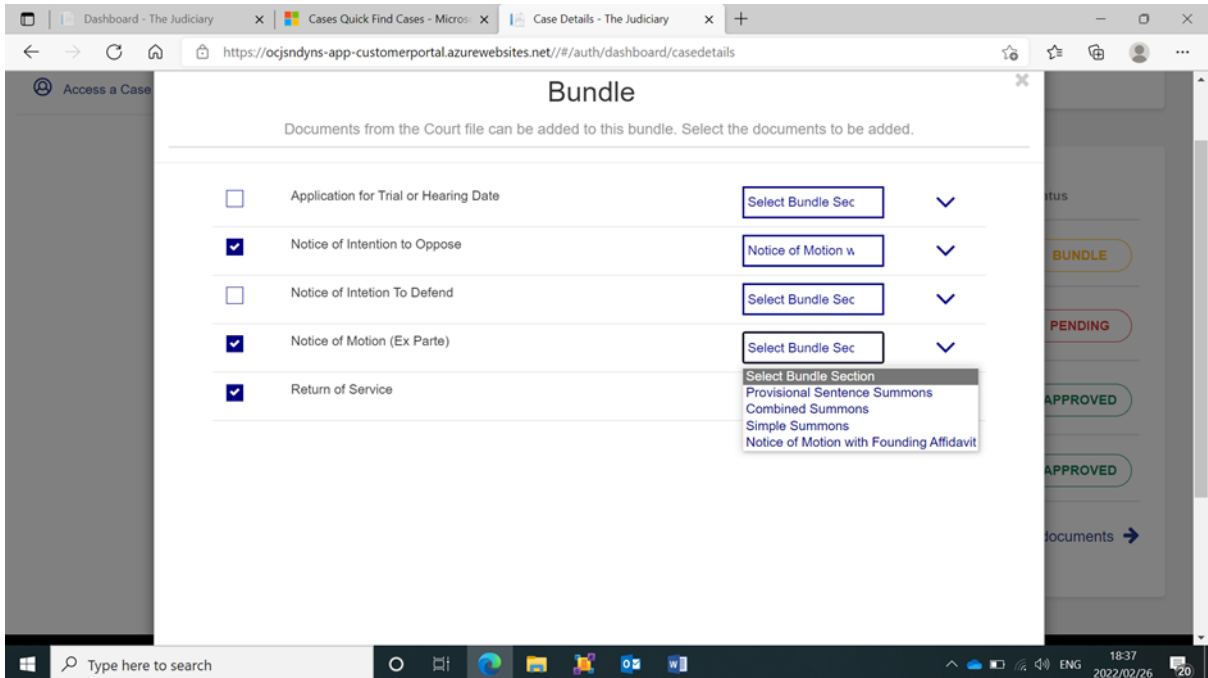 Dashboard - The Judiciary
Cases Quick Find Cases - Micros
Case Details - The Judiciary
https://ocjsndyns-app-customerportal.azurewebsites.net//#/auth/dashboard/casedetails
Access a Case
Bundle
Documents from the Court file can be added to this bundle. Select the documents to be added.
Application for Trial or Hearing Date
Select Bundle Sec
tus
Notice of Intention to Oppose
Notice of Motion w
BUNDLE
Notice of Intetion To Defend
Select Bundle Sec
PENDING
Notice of Motion (Ex Parte)
Select Bundle Sec
Select Bundle Section
Provisional Sentence Summons
Combined Summons
Simple Summons
Notice of Motion with Founding Affidavit
Return of Service
APPROVED
APPROVED
documents
Type here to search
ENG
18:37
2022/02/26
20